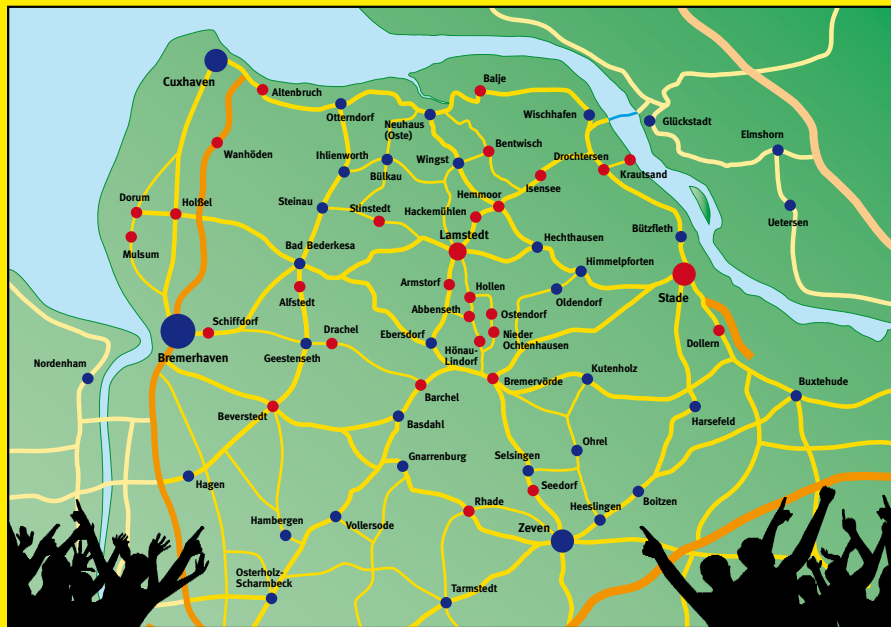 Cuxhaven
Altenbruch
Balje
Otterndorf
Neuhaus
(Oste)
Wischhafen
Glückstadt
Elmshorn
Wanhöden
Ihlienworth
Bülkau
Wingst
Bentwisch
Drochtersen
Krautsand
Isensee
Dorum
Holßel
Steinau
Stinstedt
Hackemühlen
Hemmoor
Uetersen
Mulsum
Bad Bederkesa
Lamstedt
Hechthausen
Bützfleth
Himmelpforten
Alfstedt
Armstorf
Hollen
Oldendorf
Stade
Abbenseth
Ostendorf
Schiffdorf
Bremerhaven
Drachel
Geestenseth
Ebersdorf
Hönau-
Lindorf
Nieder
Ochtenhausen
Dollern
Nordenham
Bremervörde
Kutenholz
Buxtehude
Barchel
Beverstedt
Basdahl
Harsefeld
Gnarrenburg
Selsingen
Ohrel
Hagen
Seedorf
Heeslingen
Boitzen
Rhade
Hambergen
Vollersode
Zeven
Osterholz-
Scharmbeck
Tarmstedt